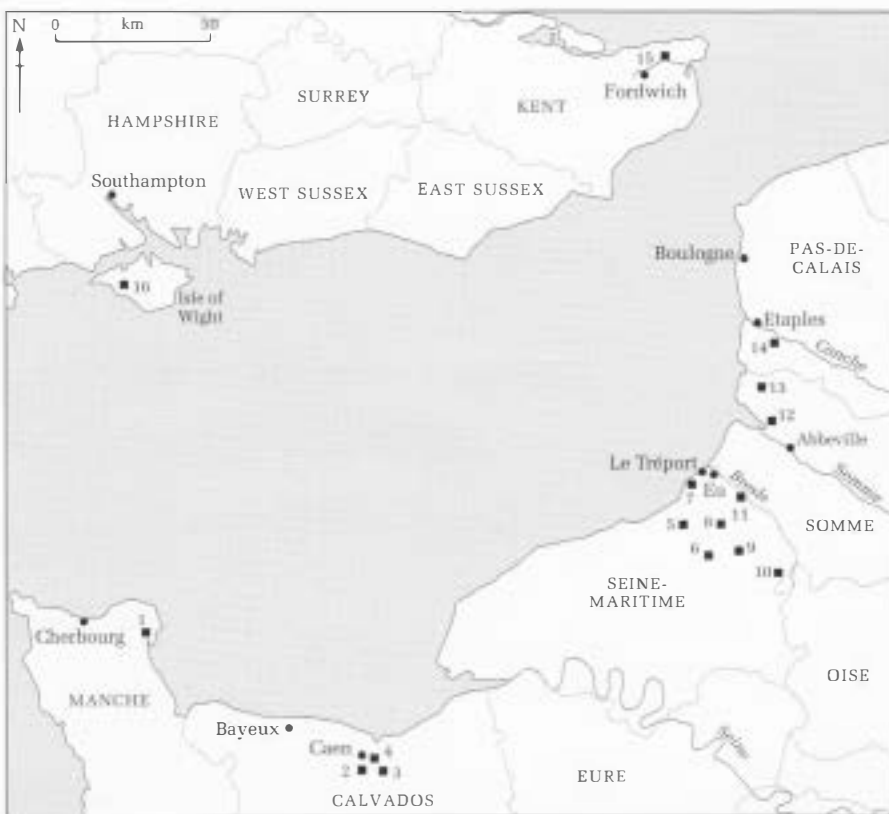 N
0 km 30
15
Fordwich
SURREY
KENT
HAMPSHIRE
Southampton
WEST SUSSEX
EAST SUSSEX
Boulogne
PAS-DE-
CALAIS
16
Isle of
Wight
Etaples
14
Canche
13
12
Abbeville
Somme
Le Tréport
Eu
7
11
5
8
SOMME
6
9
10
SEINE-
MARITIME
1
Cherbourg
OISE
MANCHE
Bayeux
Seine
Caen
4
2
3
EURE
CALVADOS